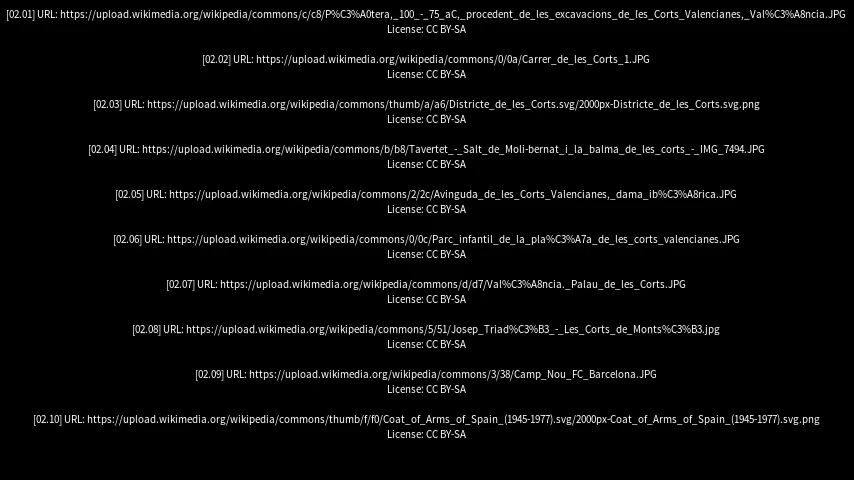 [02.01] URL: https://upload.wikimedia.org/wikipedia/commons/c/c8/P%C3%A0tera,_100_-_75_aC,_procedent_de_les_excavacions_de_les_Corts_Valencianes,_Val%C3%A8ncia.JPG
License: CC BY-SA
[02.02] URL: https://upload.wikimedia.org/wikipedia/commons/0/0a/Carrer_de_les_Corts_1.JPG
License: CC BY-SA
[02.03] URL: https://upload.wikimedia.org/wikipedia/commons/thumb/a/a6/Districte_de_les_Corts.svg/2000px-Districte_de_les_Corts.svg.png
License: CC BY-SA
[02.04] URL: https://upload.wikimedia.org/wikipedia/commons/b/b8/Tavertet_-_Salt_de_Moli-bernat_i_la_balma_de_les_corts_-_IMG_7494.JPG
License: CC BY-SA
[02.05] URL: https://upload.wikimedia.org/wikipedia/commons/2/2c/Avinguda_de_les_Corts_Valencianes,_dama_ib%C3%A8rica.JPG
License: CC BY-SA
[02.06] URL: https://upload.wikimedia.org/wikipedia/commons/0/0c/Parc_infantil_de_la_pla%C3%A7a_de_les_corts_valencianes.JPG
License: CC BY-SA
[02.07] URL: https://upload.wikimedia.org/wikipedia/commons/d/d7/Val%C3%A8ncia._Palau_de_les_Corts.JPG
License: CC BY-SA
[02.08] URL: https://upload.wikimedia.org/wikipedia/commons/5/51/Josep_Triad%C3%B3_-_Les_Corts_de_Monts%C3%B3.jpg
License: CC BY-SA
[02.09] URL: https://upload.wikimedia.org/wikipedia/commons/3/38/Camp_Nou_FC_Barcelona.JPG
License: CC BY-SA
[02.10] URL: https://upload.wikimedia.org/wikipedia/commons/thumb/f/f0/Coat_of_Arms_of_Spain_(1945-1977).svg/2000px-Coat_of_Arms_of_Spain_(1945-1977).svg.png
License: CC BY-SA